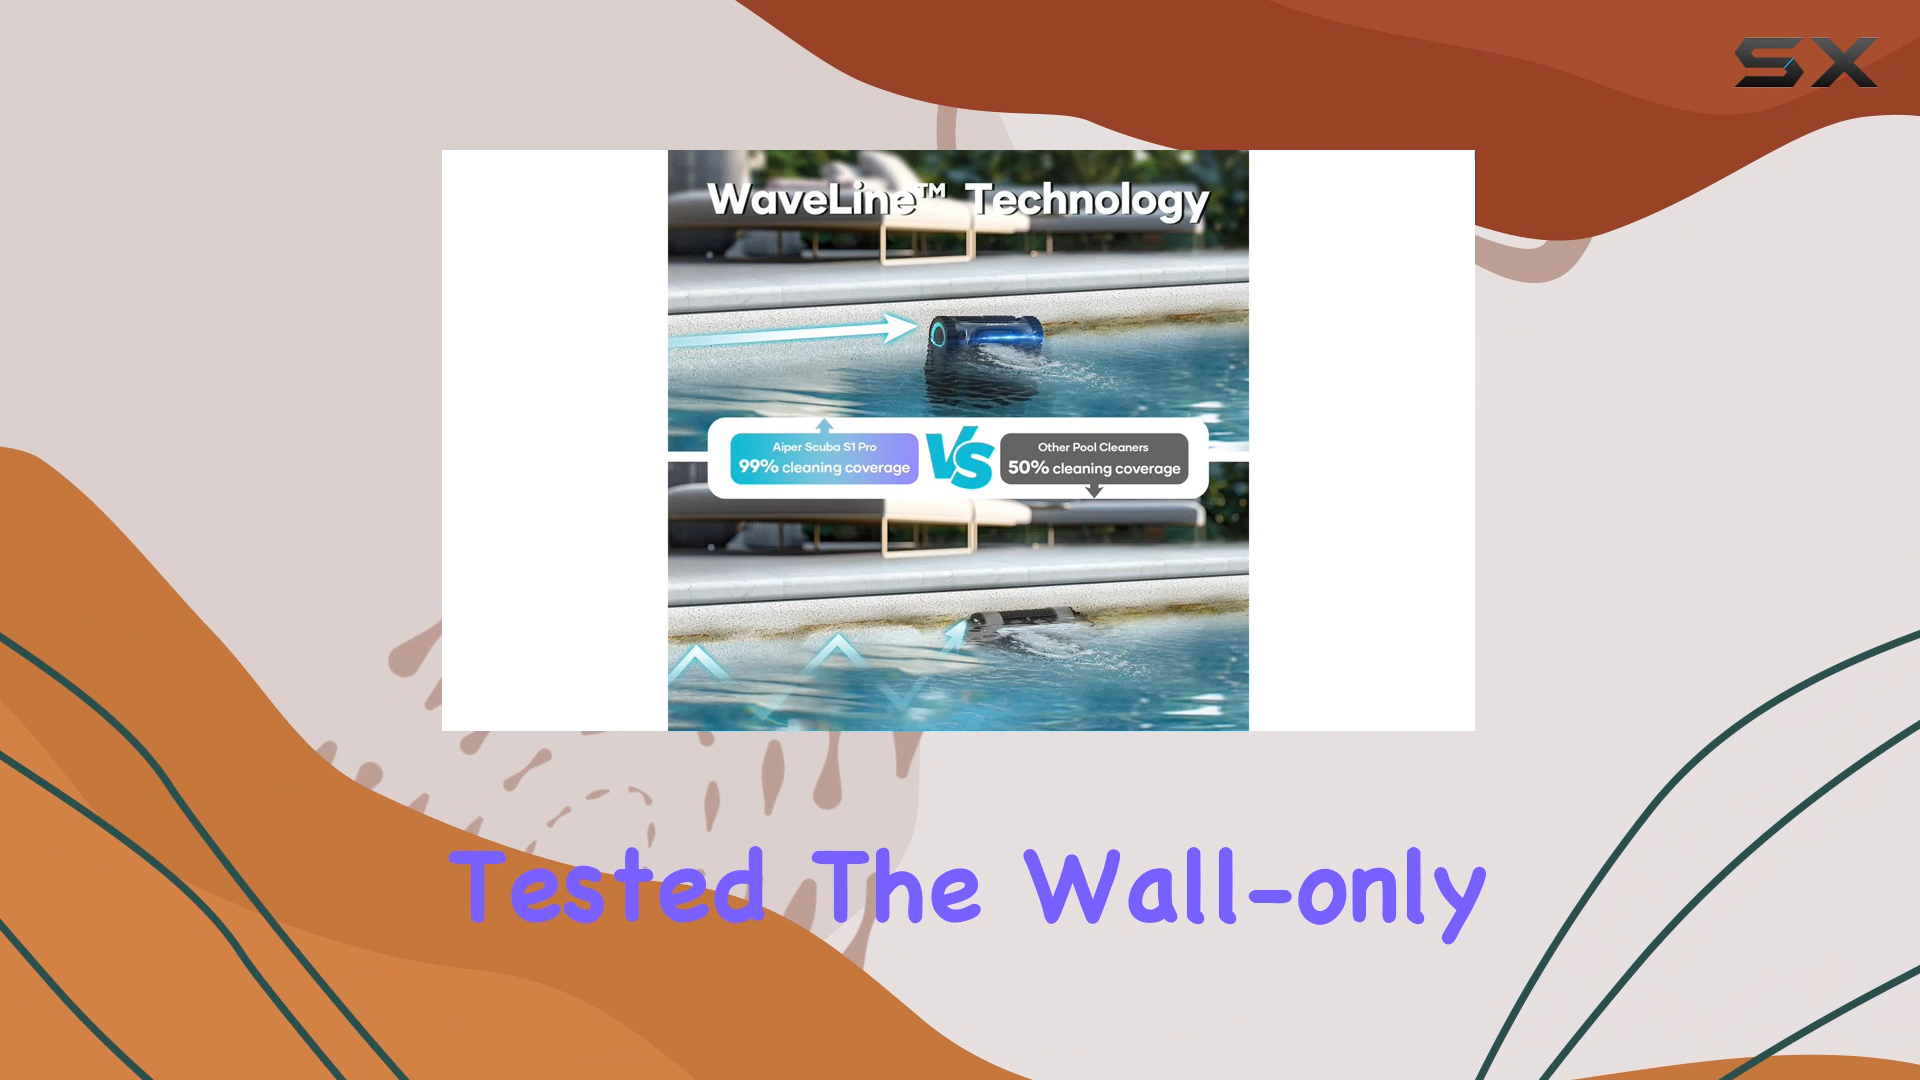 SX
WaveLine™ Technology
Aiper Scuba S1 Pro
99% cleaning coverage
VS
Other Pool Cleaners
50% cleaning coverage
Tested The Wall-only